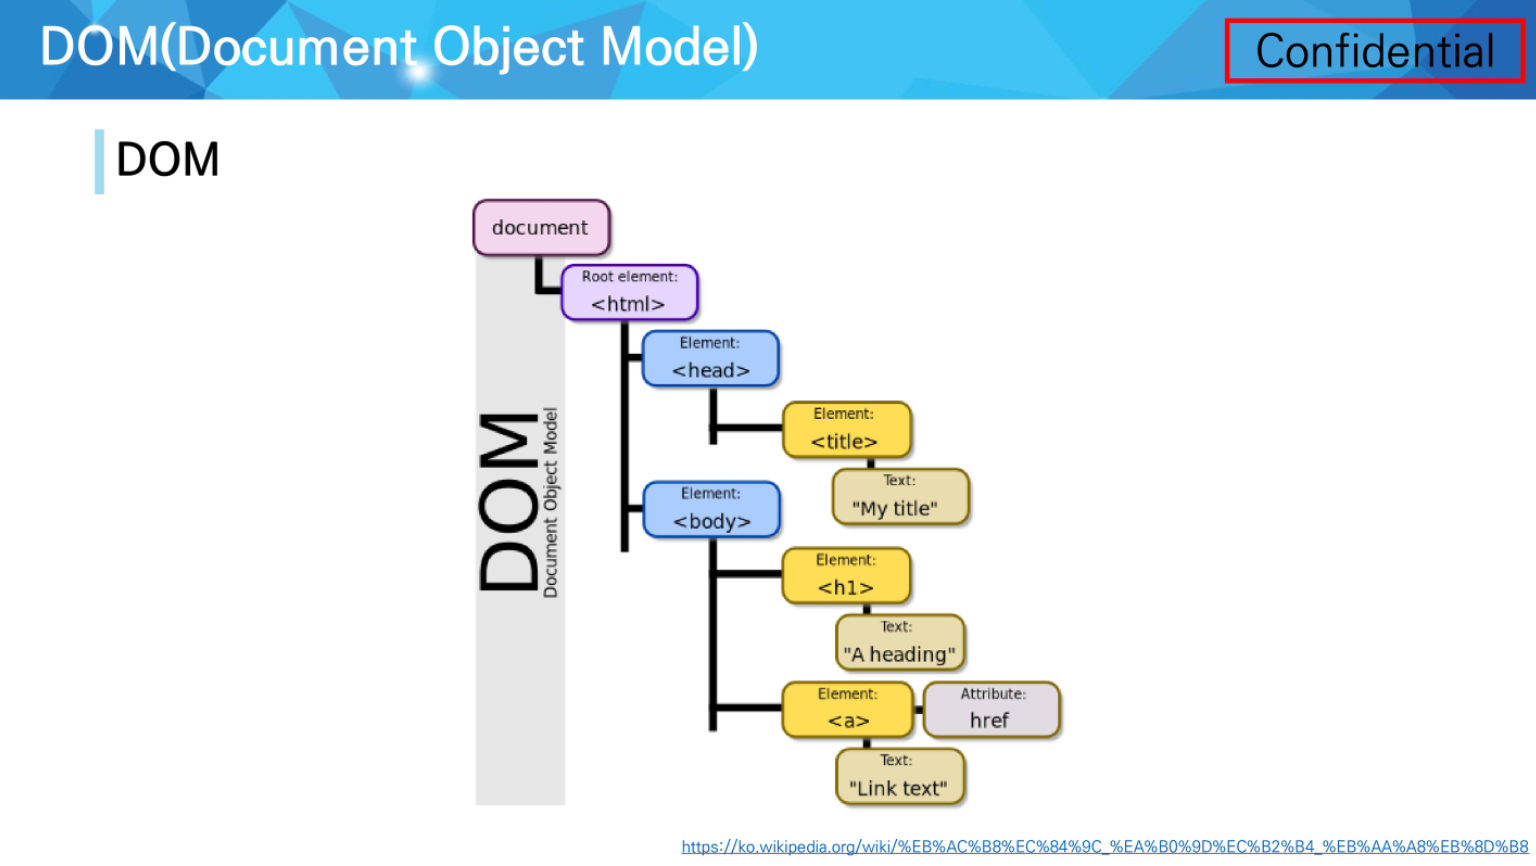 DOM(Document Object Model)
Confidential
DOM
document
Root element:
<html>
Element:
<head>
Element:
<title>
Text:
"My title"
Element:
<body>
Element:
<h1>
Text:
"A heading"
Element:
<a>
Attribute:
href
Text:
"Link text"
DOM
Document Object Model
https://ko.wikipedia.org/wiki/%EB%AC%B8%EC%84%9C_%EA%B0%9D%EC%B2%B4_%EB%AA%A8%EB%8D%B8